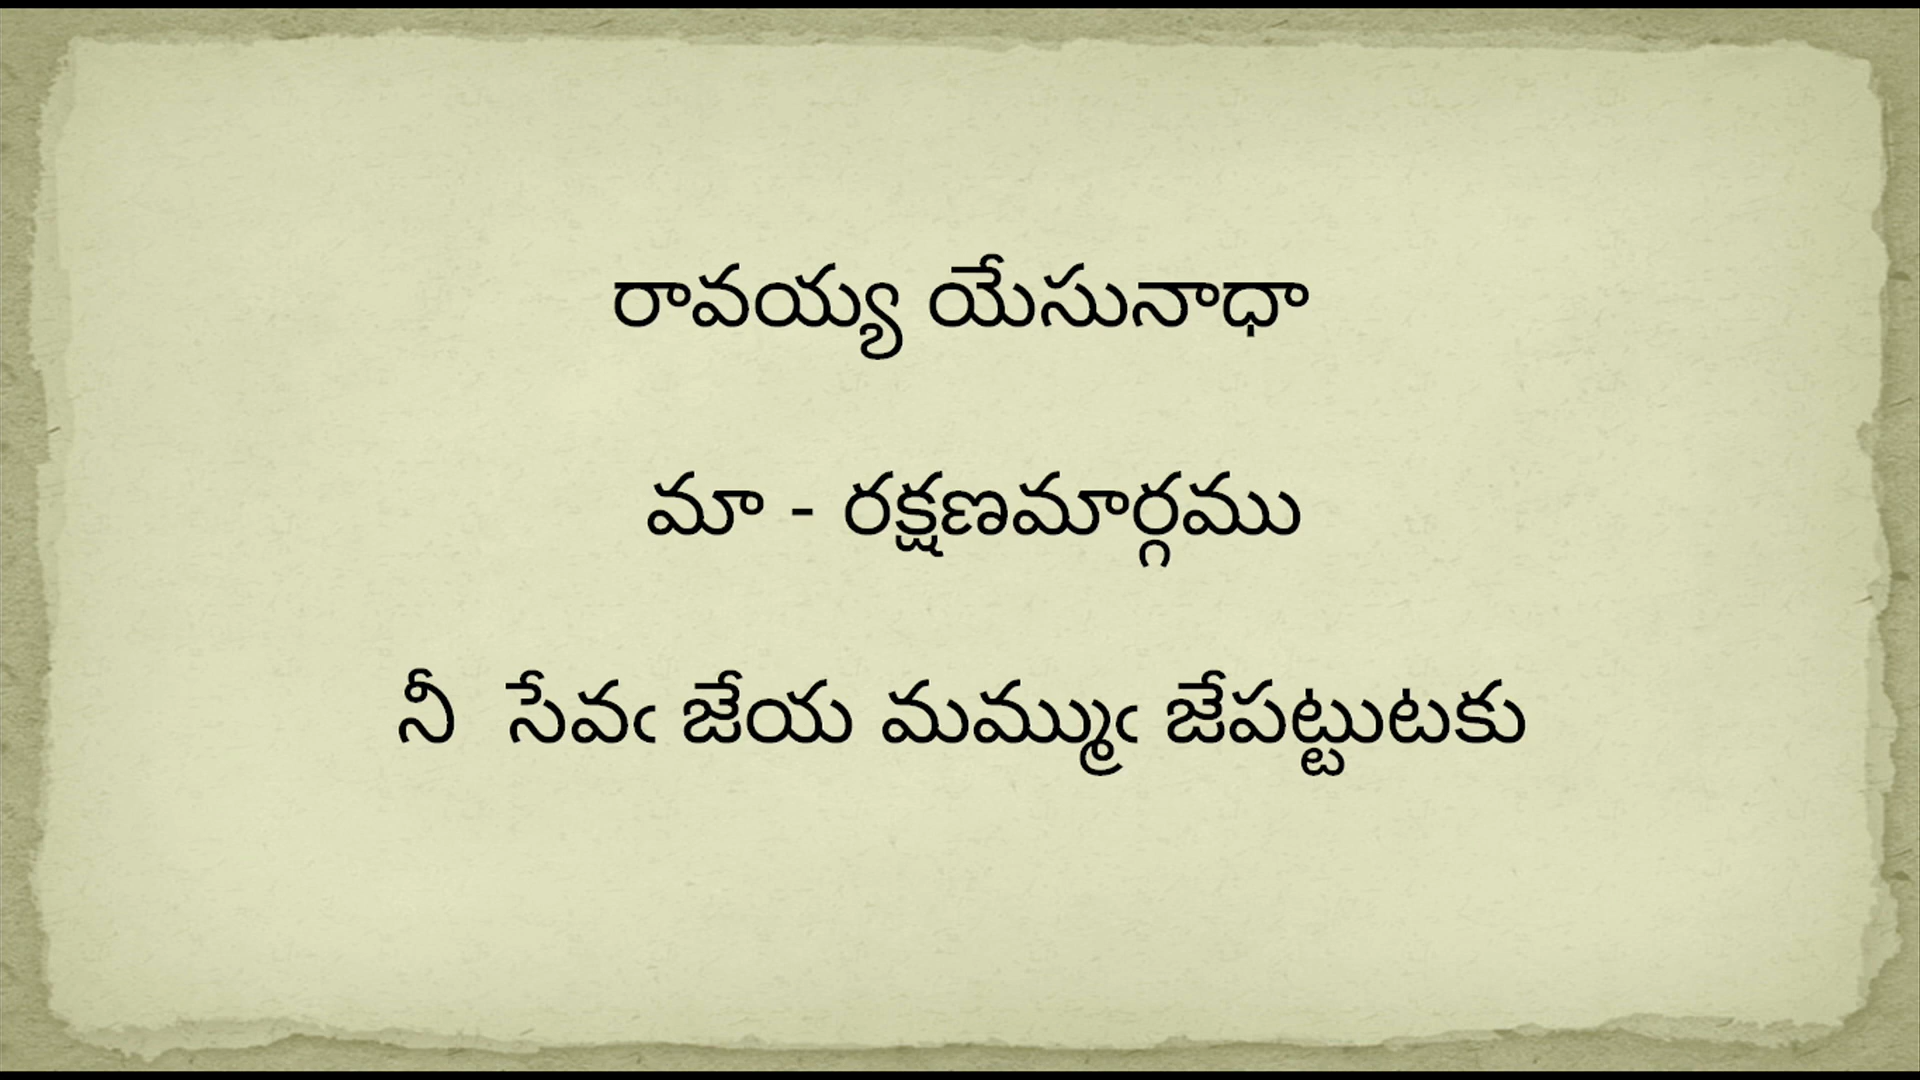 రావయ్య యేసునాధా
మా - రక్షణమార్గము
నీ  సేవఁ జేయ మమ్ముఁ జేపట్టుటకు